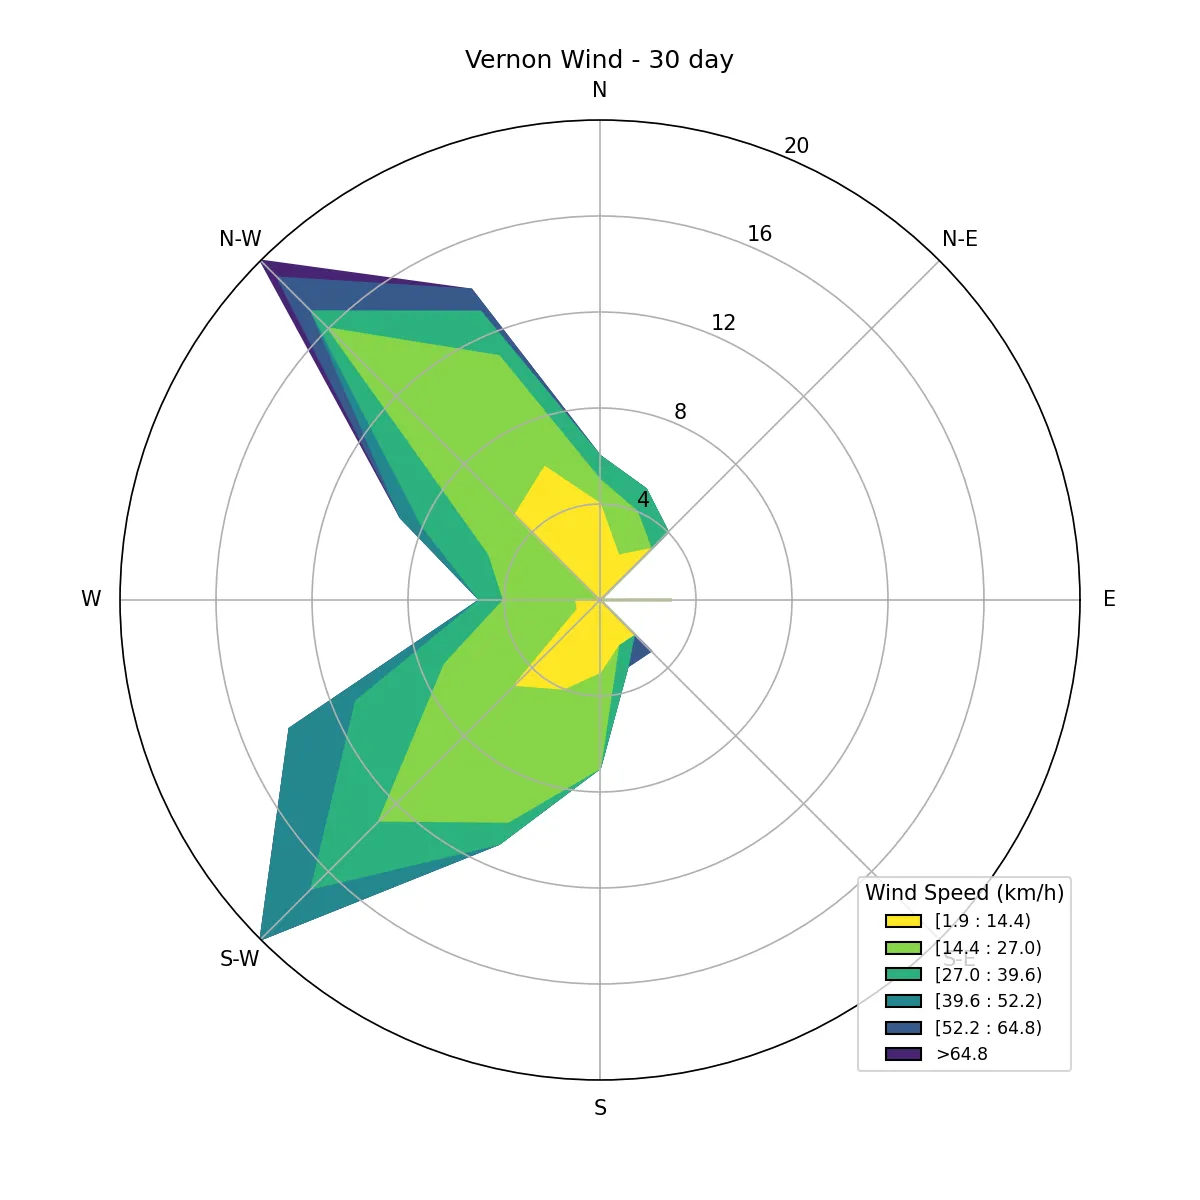 Vernon Wind - 30 day
N
20
16
N-W
N-E
12
8
4
W
E
Wind Speed (km/h)
[1.9 : 14.4)
[14.4 : 27.0)
S-W
S-E
[27.0 : 39.6)
[39.6 : 52.2)
[52.2 : 64.8)
>64.8
S